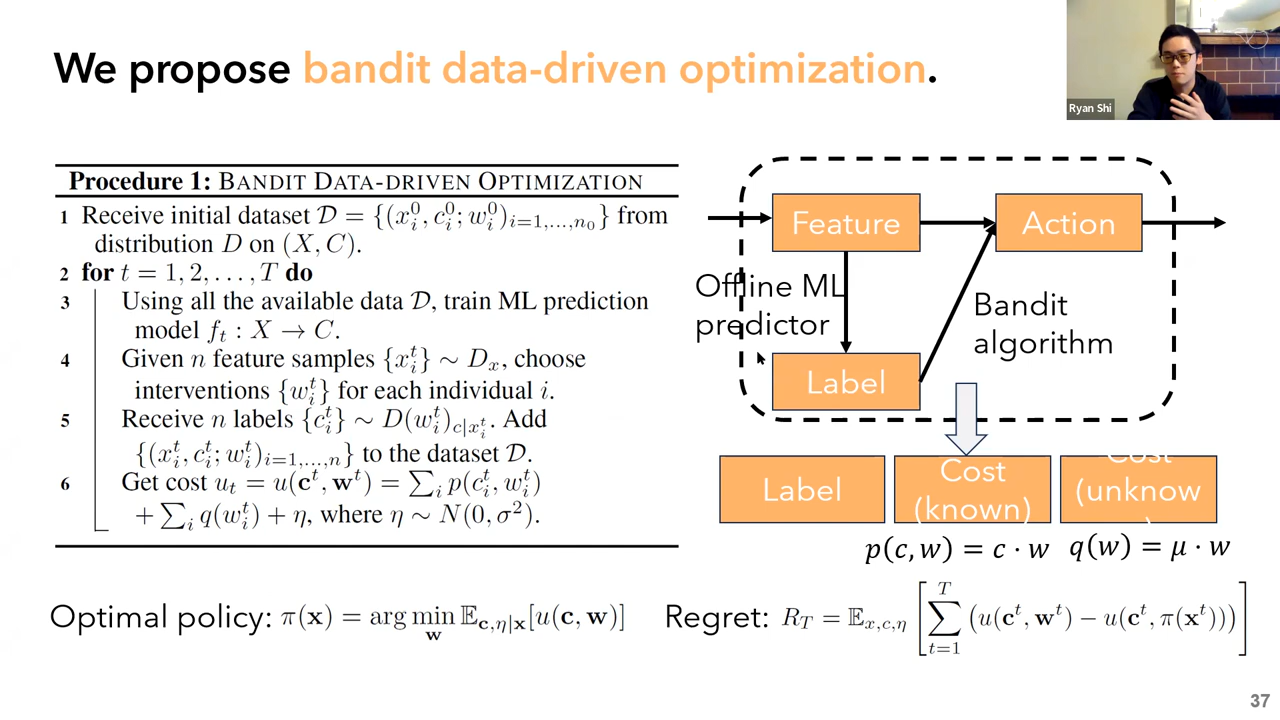 We propose bandit data-driven optimization.
Ryan Shi
Procedure 1: BANDIT DATA-DRIVEN OPTIMIZATION
1 Receive initial dataset 𝒟 = {(x_i^0, c_i^0; w_i^0)_{i=1,...,n_0}} from
distribution D on (X, C).
2 for t = 1, 2, . . . , T do
3 Using all the available data 𝒟, train ML prediction
model f_t : X → C.
4 Given n feature samples {x_i^t} ∼ D_x, choose
interventions {w_i^t} for each individual i.
5 Receive n labels {c_i^t} ∼ D(w_i^t)_{c|x_i^t}. Add
{(x_i^t, c_i^t; w_i^t)_{i=1,...,n}} to the dataset 𝒟.
6 Get cost u_t = u(𝐜^t, 𝐰^t) = ∑_i p(c_i^t, w_i^t)
+ ∑_i q(w_i^t) + η, where η ∼ N(0, σ^2).
Feature
Action
Offline ML
predictor
Bandit
algorithm
Label
Label
Cost
(known)
Cost
(unknow
)
p(c, w) = c · w
q(w) = μ · w
Optimal policy: π(𝐱) = arg min_𝐰 𝔼_{𝐜,η|𝐱}[u(𝐜, 𝐰)]
Regret: R_T = 𝔼_{x,c,η} [∑_{t=1}^T (u(𝐜^t, 𝐰^t) − u(𝐜^t, π(𝐱^t)))]
37